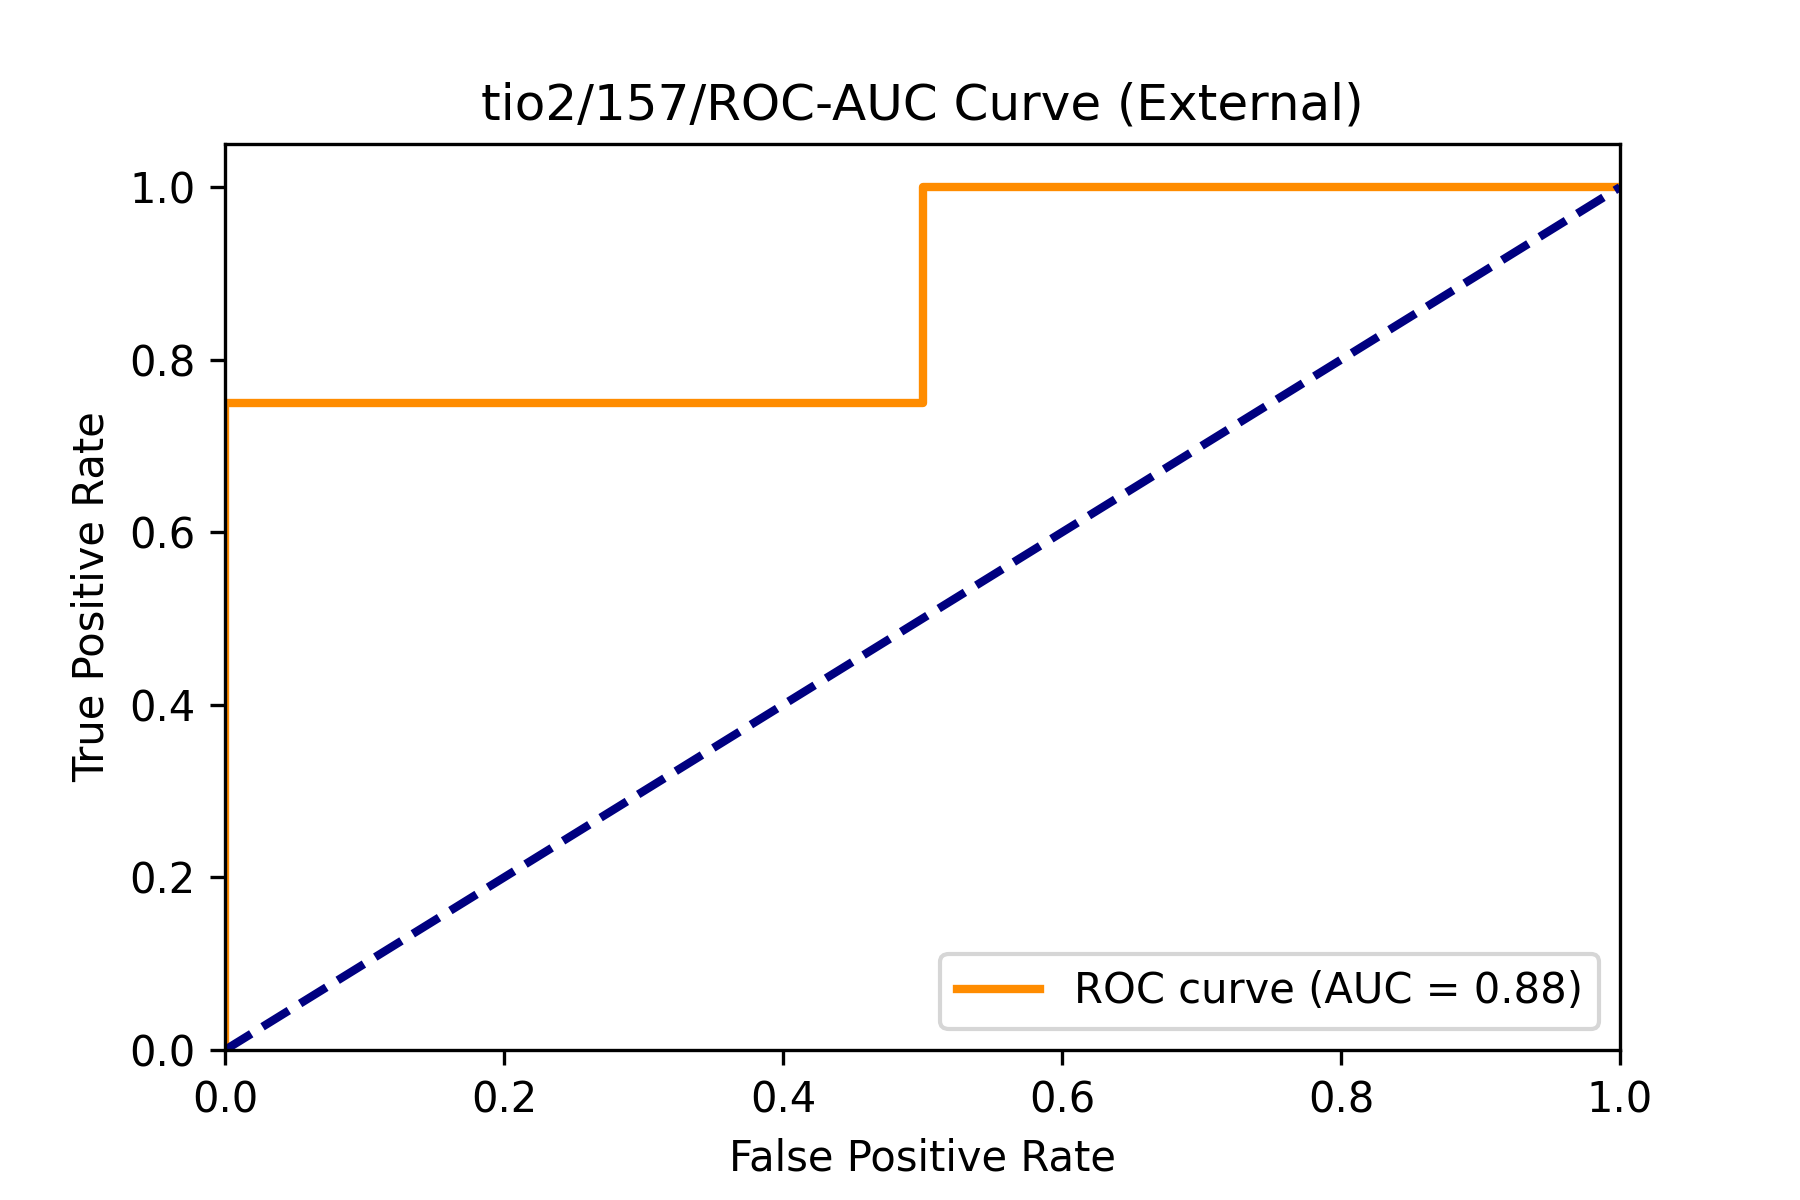 tio2/157/ROC-AUC Curve (External)
1.0
0.8
0.6
0.4
0.2
0.0
True Positive Rate
0.0 0.2 0.4 0.6 0.8 1.0
False Positive Rate
ROC curve (AUC = 0.88)